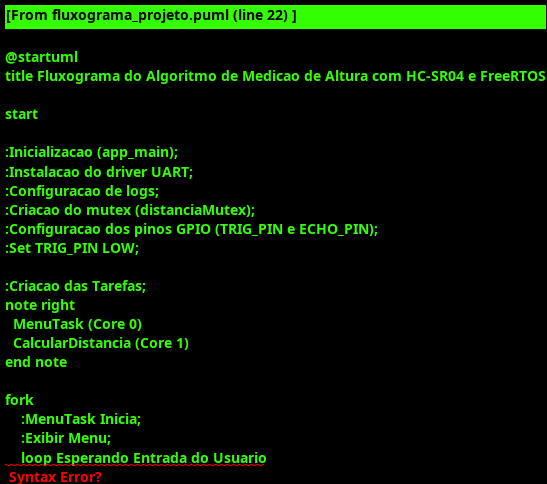 [From fluxograma_projeto.puml (line 22) ]
@startuml
title Fluxograma do Algoritmo de Medicao de Altura com HC-SR04 e FreeRTOS
start
:Inicializacao (app_main);
:Instalacao do driver UART;
:Configuracao de logs;
:Criacao do mutex (distanciaMutex);
:Configuracao dos pinos GPIO (TRIG_PIN e ECHO_PIN);
:Set TRIG_PIN LOW;
:Criacao das Tarefas;
note right
MenuTask (Core 0)
CalcularDistancia (Core 1)
end note
fork
:MenuTask Inicia;
:Exibir Menu;
loop Esperando Entrada do Usuario
Syntax Error?